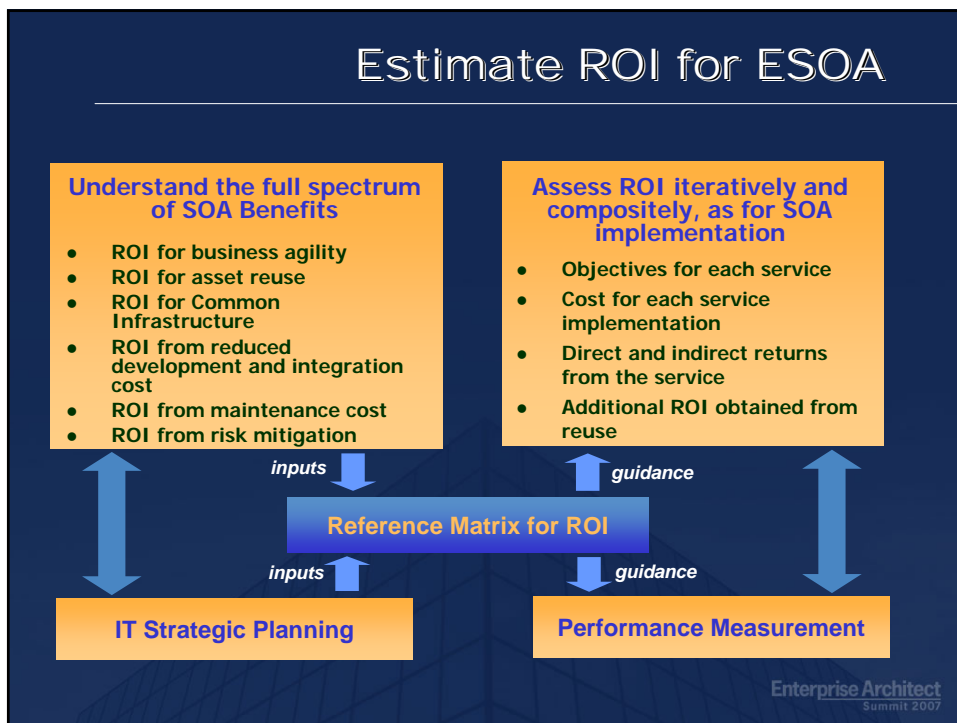 Estimate ROI for ESOA
Understand the full spectrum
of SOA Benefits
● ROI for business agility
● ROI for asset reuse
● ROI for Common
Infrastructure
● ROI from reduced
development and integration
cost
● ROI from maintenance cost
● ROI from risk mitigation
Assess ROI iteratively and
compositely, as for SOA
implementation
● Objectives for each service
● Cost for each service
implementation
● Direct and indirect returns
from the service
● Additional ROI obtained from
reuse
inputs
guidance
Reference Matrix for ROI
inputs
guidance
IT Strategic Planning
Performance Measurement
Enterprise Architect
Summit 2007